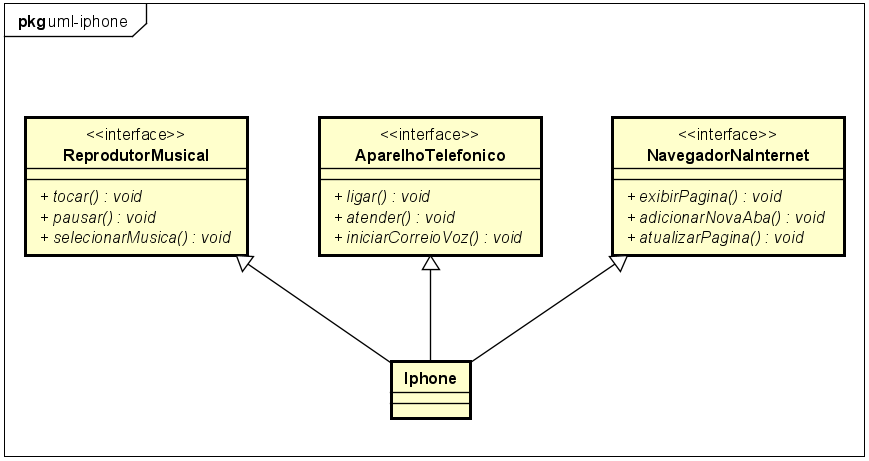 pkg uml-iphone
<<interface>>
ReprodutorMusical
+ tocar() : void
+ pausar() : void
+ selecionarMusica() : void
<<interface>>
AparelhoTelefonico
+ ligar() : void
+ atender() : void
+ iniciarCorreioVoz() : void
<<interface>>
NavegadorNaInternet
+ exibirPagina() : void
+ adicionarNovaAba() : void
+ atualizarPagina() : void
Iphone